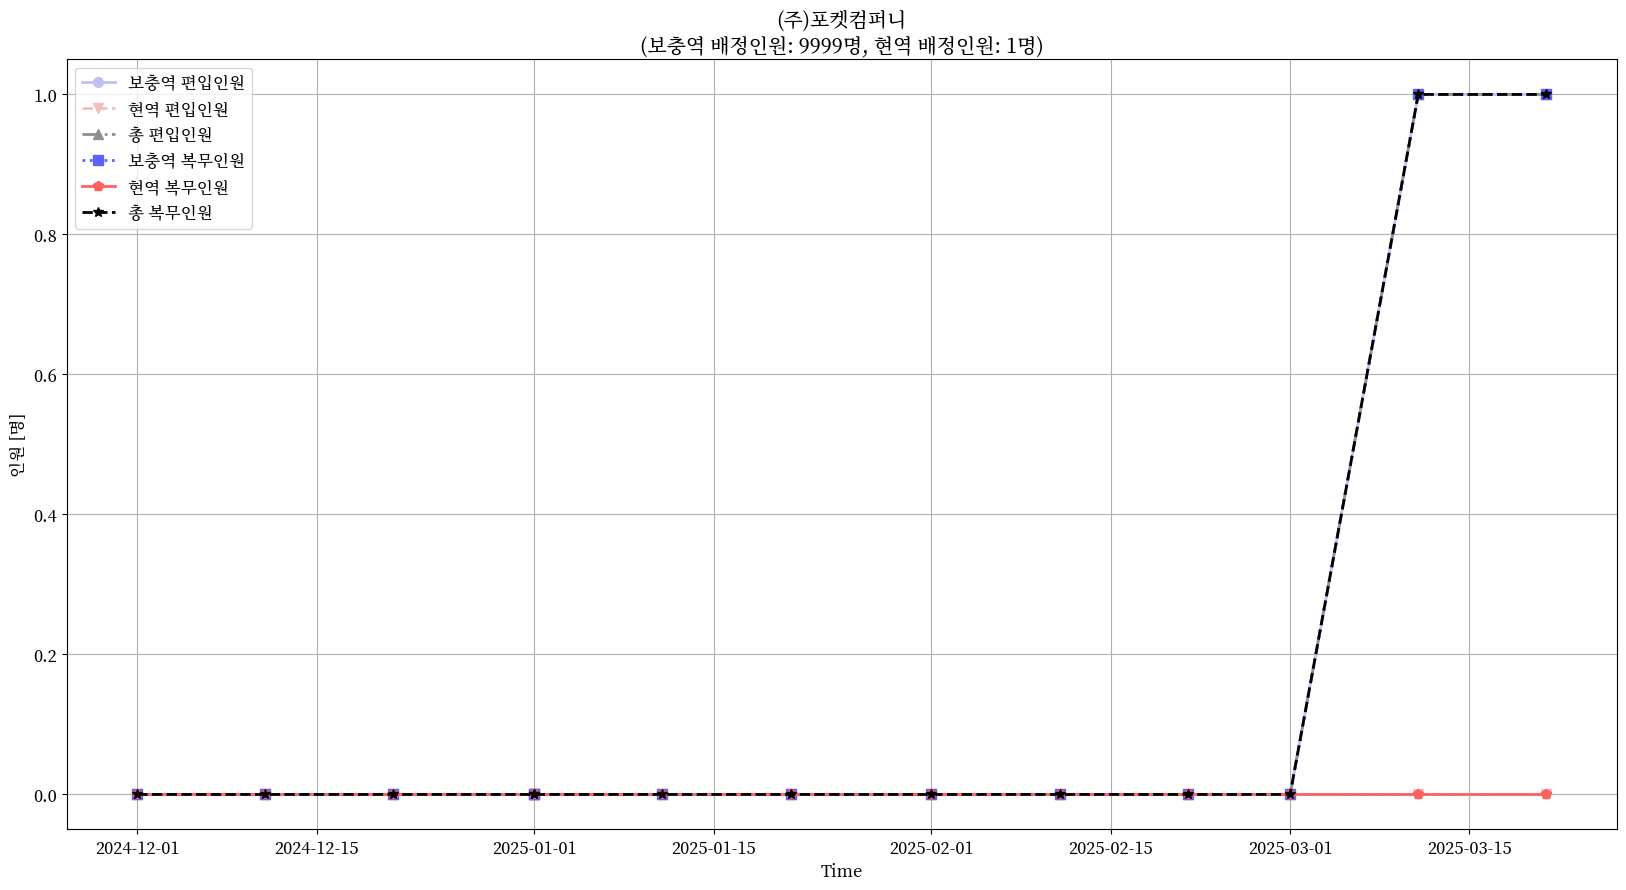 (주)포켓컴퍼니
(보충역 배정인원: 9999명, 현역 배정인원: 1명)
보충역 편입인원
현역 편입인원
총 편입인원
보충역 복무인원
현역 복무인원
총 복무인원
인원 [명]
1.0
0.8
0.6
0.4
0.2
0.0
2024-12-01
2024-12-15
2025-01-01
2025-01-15
2025-02-01
2025-02-15
2025-03-01
2025-03-15
Time